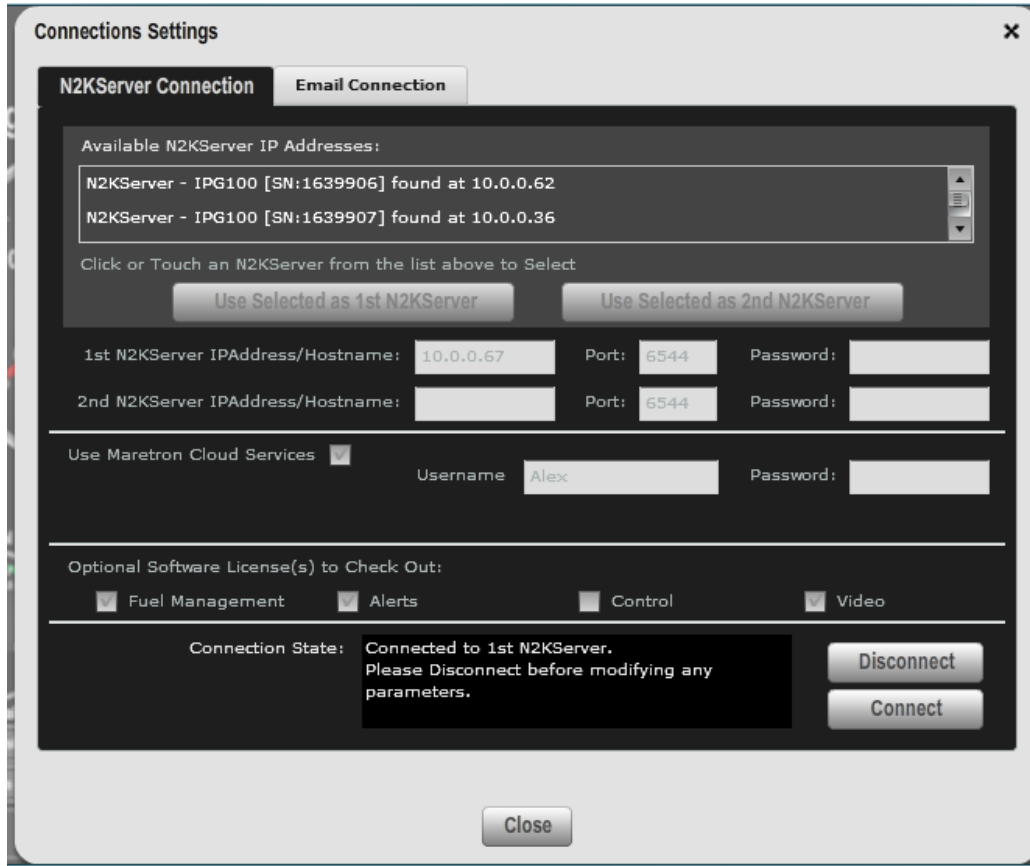 Connections Settings
N2KServer Connection
Email Connection
Available N2KServer IP Addresses:
N2KServer - IPG100 [SN:1639906] found at 10.0.0.62
N2KServer - IPG100 [SN:1639907] found at 10.0.0.36
Click or Touch an N2KServer from the list above to Select
Use Selected as 1st N2KServer
Use Selected as 2nd N2KServer
1st N2KServer IPAddress/Hostname: 10.0.0.67 Port: 6544 Password:
2nd N2KServer IPAddress/Hostname: Port: 6544 Password:
Use Maretron Cloud Services
Username Alex Password:
Optional Software License(s) to Check Out:
Fuel Management Alerts Control Video
Connection State: Connected to 1st N2KServer.
Please Disconnect before modifying any
parameters.
Disconnect
Connect
Close